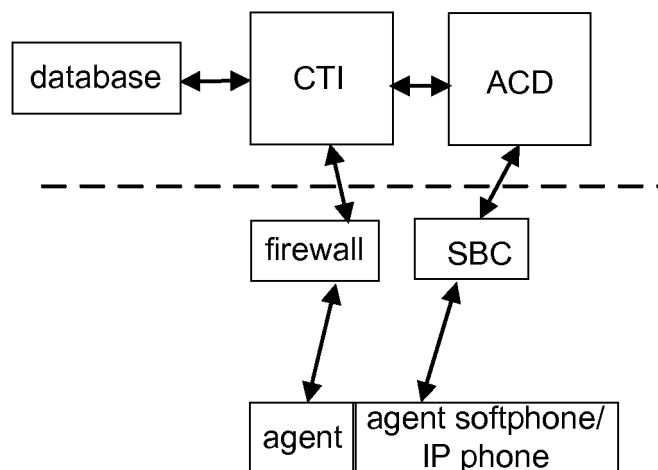 database
CTI
ACD
firewall
SBC
agent
agent softphone/
IP phone